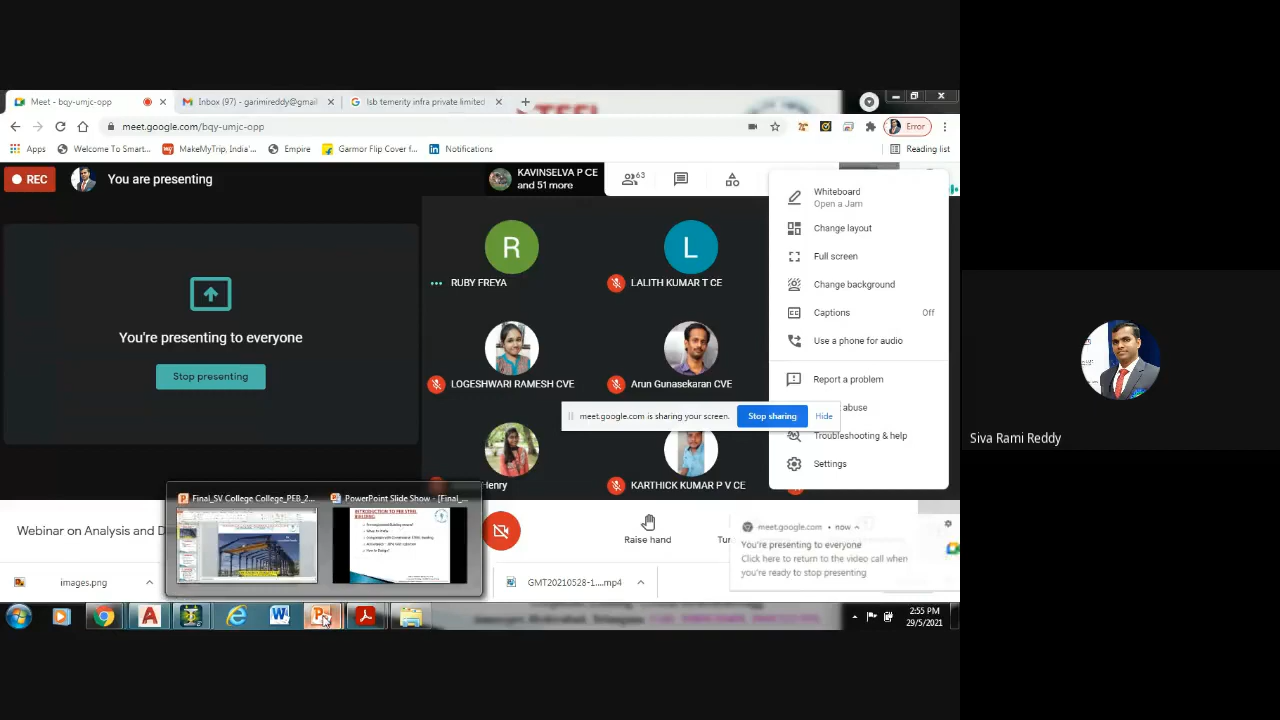 Meet - bqy-umjc-opp
Inbox (97) - garimireddy@gmail
lsb temerity infra private limited
meet.google.com/bqy-umjc-opp
Error
Apps
Welcome To Smart...
MakeMyTrip, India'...
Empire
Garmor Flip Cover f...
Notifications
Reading list
REC
You are presenting
KAVINSELVA P CE
and 51 more
63
Whiteboard
Open a Jam
Change layout
Full screen
Change background
Captions
Off
Use a phone for audio
Report a problem
abuse
Troubleshooting & help
Settings
R
RUBY FREYA
L
LALITH KUMAR T CE
You're presenting to everyone
Stop presenting
LOGESHWARI RAMESH CVE
Arun Gunasekaran CVE
meet.google.com is sharing your screen.
Stop sharing
Hide
Henry
KARTHICK KUMAR P V CE
Siva Rami Reddy
Final_SV College College_PEB_2...
PowerPoint Slide Show - [Final_...
INTRODUCTION TO PRE STEEL
BUILDING:
Webinar on Analysis and D
Raise hand
Tur
meet.google.com • now
You're presenting to everyone
Click here to return to the video call when
you're ready to stop presenting
images.png
GMT20210528-1....mp4
2:55 PM
29/5/2021